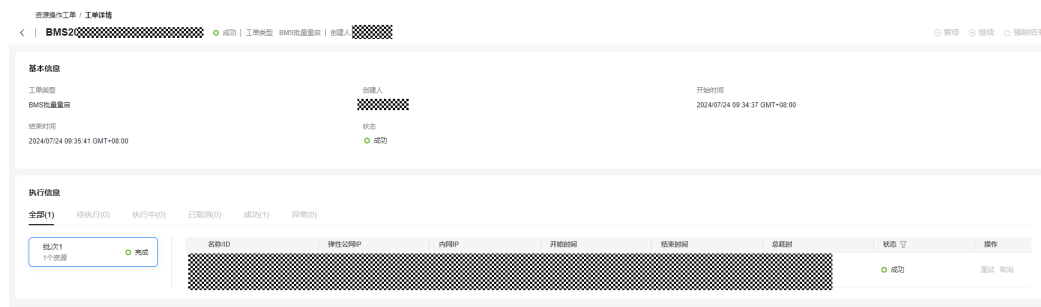 资源操作工单 / 工单详情
BMS20 成功 | 工单类型 BMS批量重启 | 创建人
暂停 继续 强制结束
基本信息
工单类型 创建人 开始时间
BMS批量重启 2024/07/24 09:34:37 GMT+08:00
结束时间 状态
2024/07/24 09:35:41 GMT+08:00 成功
执行信息
全部(1) 待执行(0) 执行中(0) 已取消(0) 成功(1) 异常(0)
批次1 完成
1个资源
名称/ID 弹性公网IP 内网IP 开始时间 结束时间 总耗时 状态 操作
成功 重试 取消